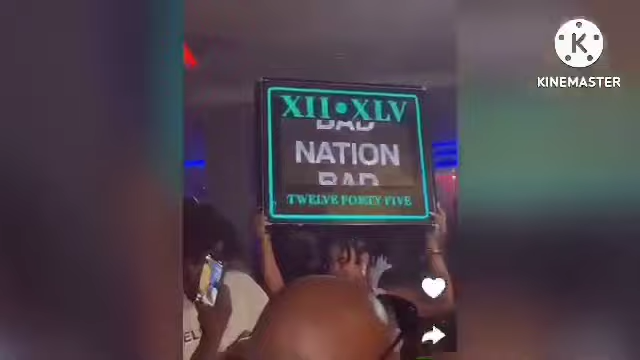 XII•XLV
BAD
NATION
BAD
TWELVE FORTY FIVE
KINEMASTER